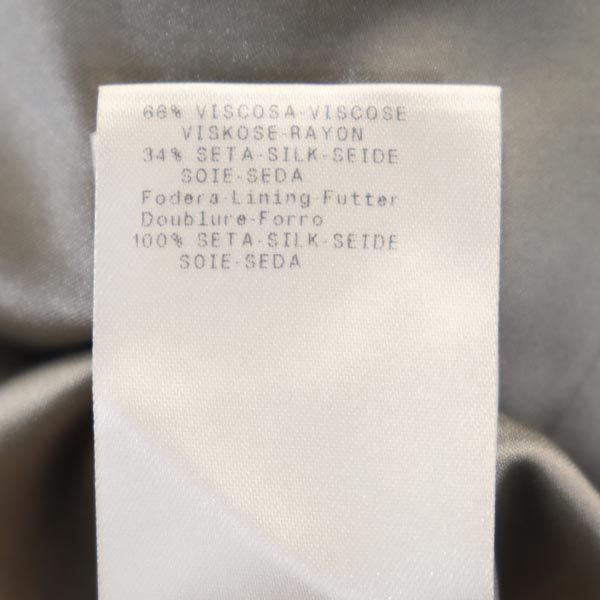 66% VISCOSA-VISCOSE
VISKOSE-RAYON
34% SETA-SILK-SEIDE
SOIE-SEDA
Fodera-Lining-Futter
Doublure-Forro
100% SETA-SILK-SEIDE
SOIE-SEDA